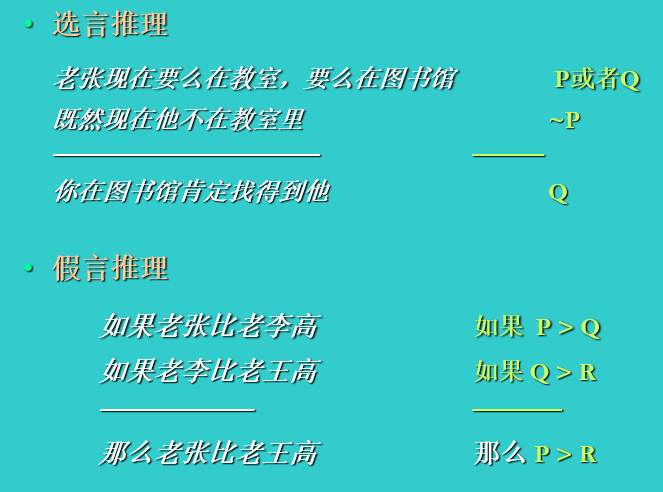 • 选言推理
老张现在要么在教室，要么在图书馆 P或者Q
既然现在他不在教室里 ~P
你在图书馆肯定找得到他 Q
• 假言推理
如果老张比老李高 如果 P > Q
如果老李比老王高 如果 Q > R
那么老张比老王高 那么 P > R